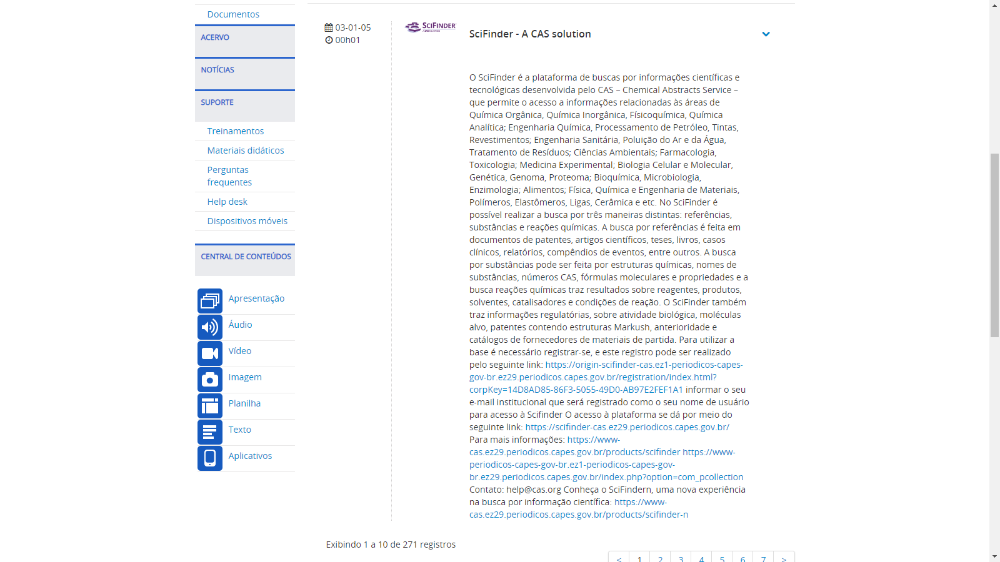 Documentos
ACERVO
NOTÍCIAS
SUPORTE
Treinamentos
Materiais didáticos
Perguntas
frequentes
Help desk
Dispositivos móveis
CENTRAL DE CONTEÚDOS
Apresentação
Áudio
Vídeo
Imagem
Planilha
Texto
Aplicativos
03-01-05
00h01
SCIFINDER
A CAS SOLUTION
SciFinder - A CAS solution
O SciFinder é a plataforma de buscas por informações científicas e
tecnológicas desenvolvida pelo CAS – Chemical Abstracts Service –
que permite o acesso a informações relacionadas às áreas de
Química Orgânica, Química Inorgânica, Físicoquímica, Química
Analítica; Engenharia Química, Processamento de Petróleo, Tintas,
Revestimentos; Engenharia Sanitária, Poluição do Ar e da Água,
Tratamento de Resíduos; Ciências Ambientais; Farmacologia,
Toxicologia; Medicina Experimental; Biologia Celular e Molecular,
Genética, Genoma, Proteoma; Bioquímica, Microbiologia,
Enzimologia; Alimentos; Física, Química e Engenharia de Materiais,
Polímeros, Elastômeros, Ligas, Cerâmica e etc. No SciFinder é
possível realizar a busca por três maneiras distintas: referências,
substâncias e reações químicas. A busca por referências é feita em
documentos de patentes, artigos científicos, teses, livros, casos
clínicos, relatórios, compêndios de eventos, entre outros. A busca
por substâncias pode ser feita por estruturas químicas, nomes de
substâncias, números CAS, fórmulas moleculares e propriedades e a
busca reações químicas traz resultados sobre reagentes, produtos,
solventes, catalisadores e condições de reação. O SciFinder também
traz informações regulatórias, sobre atividade biológica, moléculas
alvo, patentes contendo estruturas Markush, anterioridade e
catálogos de fornecedores de materiais de partida. Para utilizar a
base é necessário registrar-se, e este registro pode ser realizado
pelo seguinte link: https://origin-scifinder-cas.ez1-periodicos-capes-
gov-br.ez29.periodicos.capes.gov.br/registration/index.html?
corpKey=14D8AD85-86F3-5055-49D0-AB97E2FEF1A1 informar o seu
e-mail institucional que será registrado como o seu nome de usuário
para acesso à Scifinder O acesso à plataforma se dá por meio do
seguinte link: https://scifinder-cas.ez29.periodicos.capes.gov.br/
Para mais informações: https://www-
cas.ez29.periodicos.capes.gov.br/products/scifinder https://www-
periodicos-capes-gov-br.ez1-periodicos-capes-gov-
br.ez29.periodicos.capes.gov.br/index.php?option=com_pcollection
Contato: help@cas.org Conheça o SciFindern, uma nova experiência
na busca por informação científica: https://www-
cas.ez29.periodicos.capes.gov.br/products/scifinder-n
Exibindo 1 a 10 de 271 registros
< 1 2 3 4 5 6 7 >